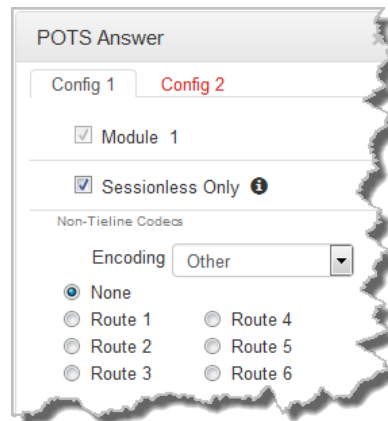 POTS Answer
Config 1 Config 2
Module 1
Sessionless Only
Non-Tieline Codecs
Encoding Other
None
Route 1 Route 4
Route 2 Route 5
Route 3 Route 6